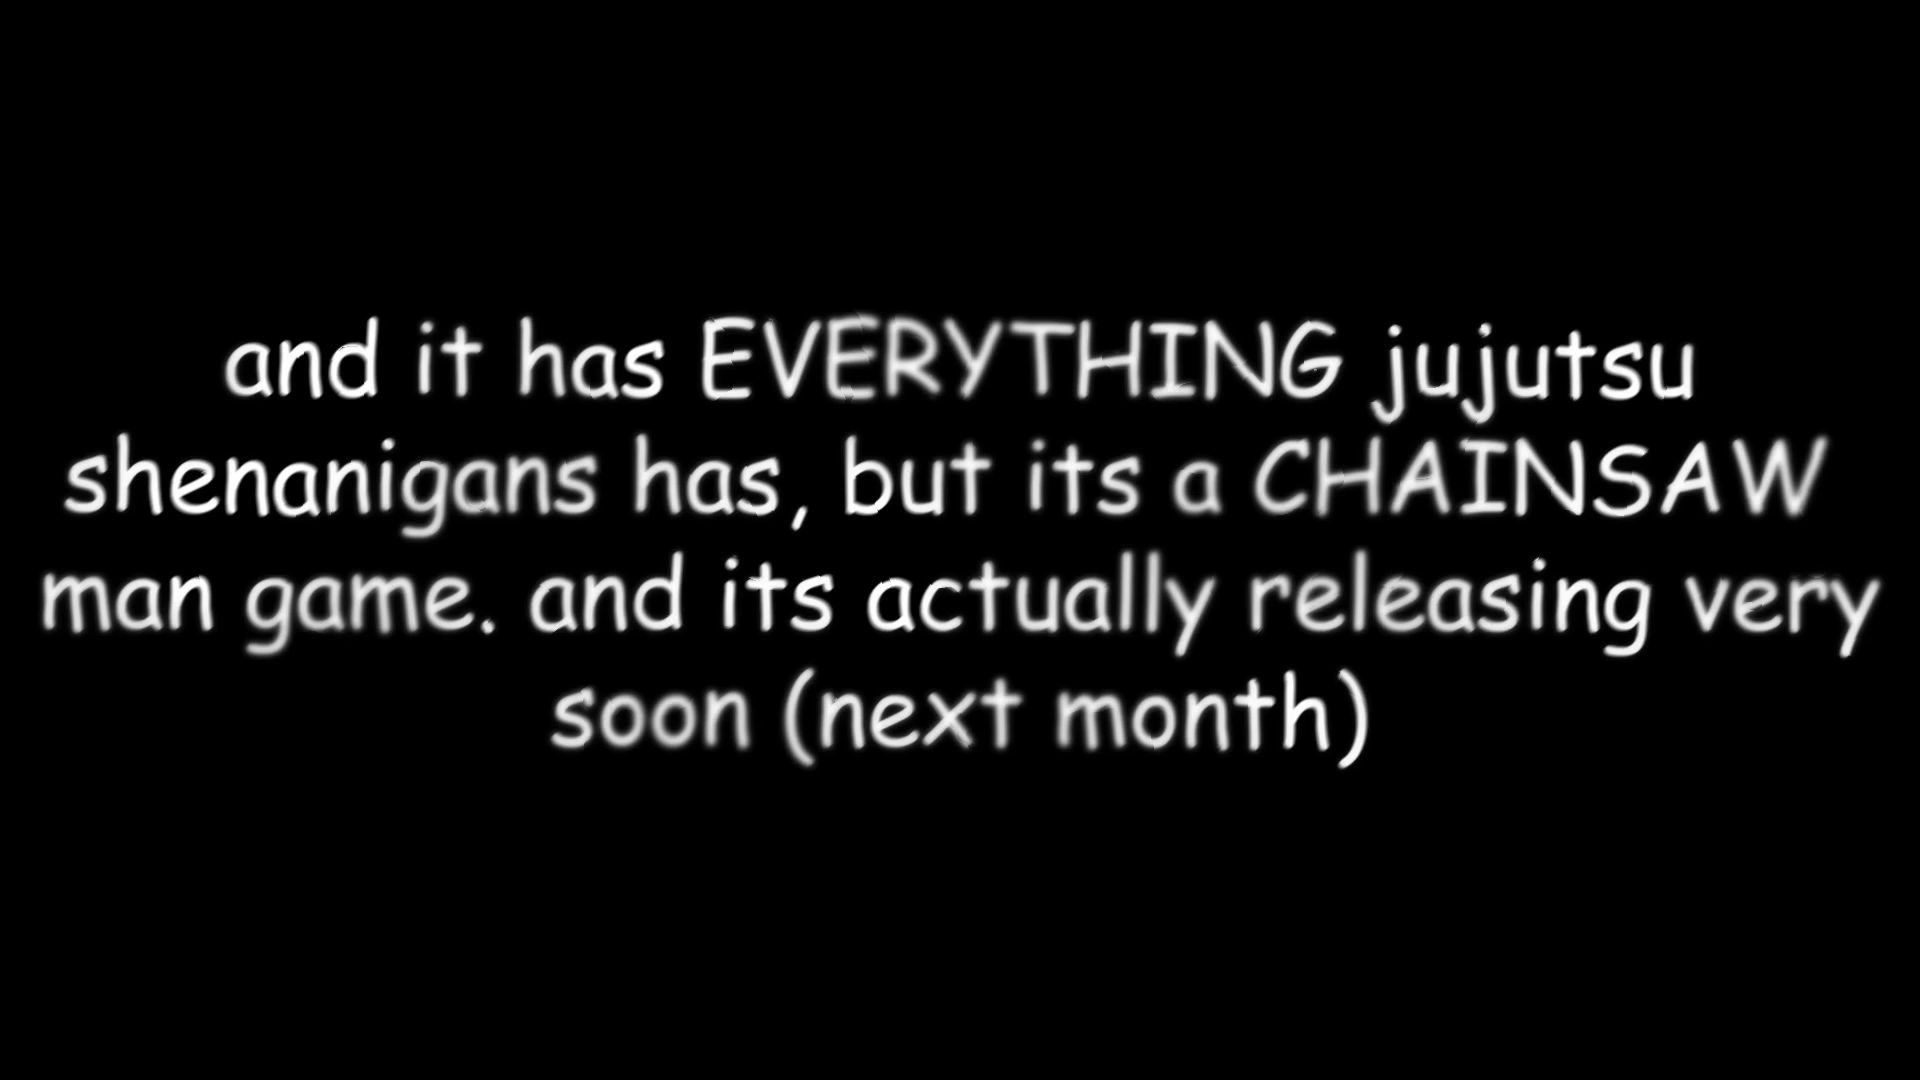 and it has EVERYTHING jujutsu
shenanigans has, but its a CHAINSAW
man game. and its actually releasing very
soon (next month)